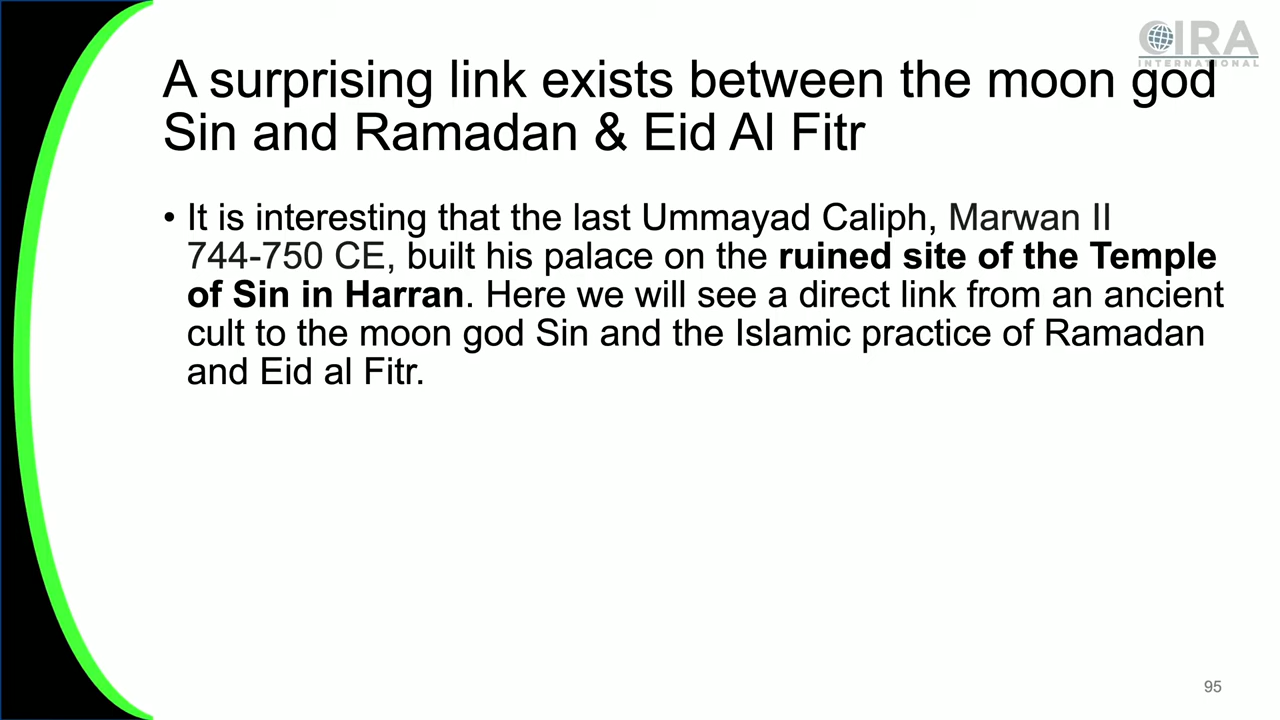 CIRA
INTERNATIONAL
A surprising link exists between the moon god
Sin and Ramadan & Eid Al Fitr
• It is interesting that the last Ummayad Caliph, Marwan II
744-750 CE, built his palace on the ruined site of the Temple
of Sin in Harran. Here we will see a direct link from an ancient
cult to the moon god Sin and the Islamic practice of Ramadan
and Eid al Fitr.
95